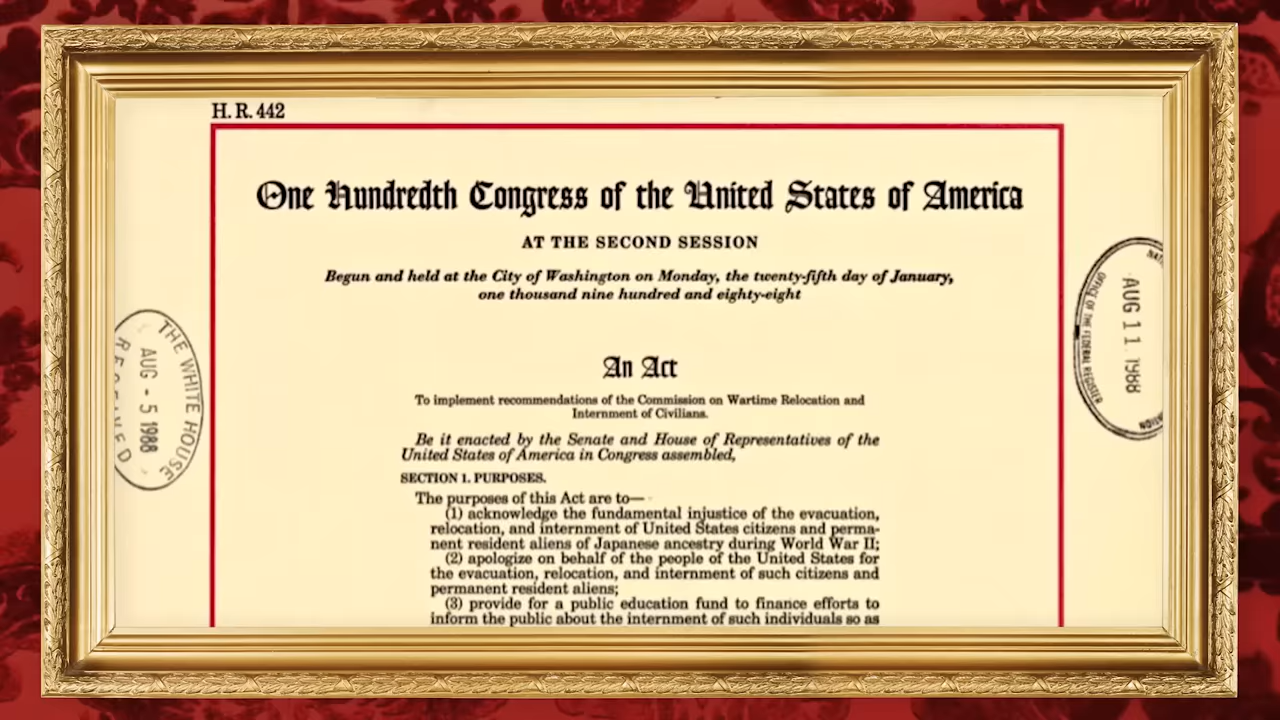 H. R. 442
One Hundredth Congress of the United States of America
AT THE SECOND SESSION
Begun and held at the City of Washington on Monday, the twenty-fifth day of January,
one thousand nine hundred and eighty-eight
An Act
To implement recommendations of the Commission on Wartime Relocation and
Internment of Civilians.
Be it enacted by the Senate and House of Representatives of the
United States of America in Congress assembled,
SECTION 1. PURPOSES.
The purposes of this Act are to—
(1) acknowledge the fundamental injustice of the evacuation,
relocation, and internment of United States citizens and perma-
nent resident aliens of Japanese ancestry during World War II;
(2) apologize on behalf of the people of the United States for
the evacuation, relocation, and internment of such citizens and
permanent resident aliens;
(3) provide for a public education fund to finance efforts to
inform the public about the internment of such individuals so as
THE WHITE HOUSE
AUG - 5 1988
RECEIVED
OFFICE OF THE FEDERAL REGISTER
AUG 11 1988